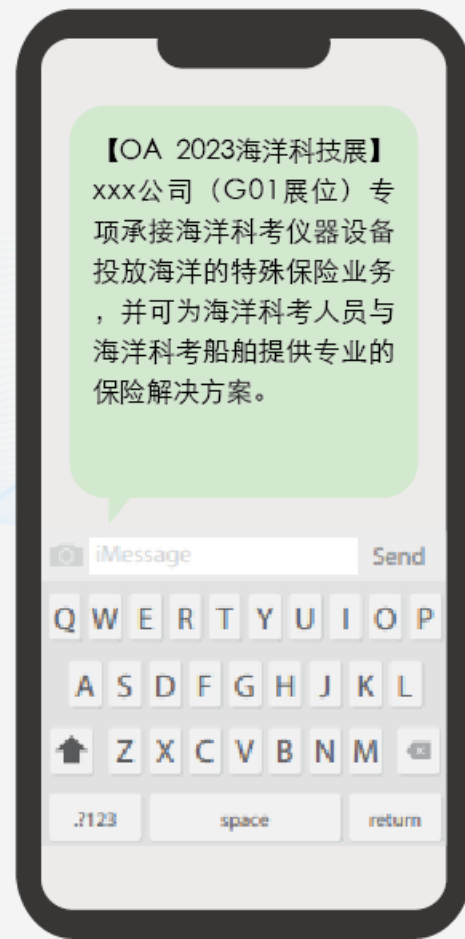 【OA 2023海洋科技展】
xxx公司（G01展位）专
项承接海洋科考仪器设备
投放海洋的特殊保险业务
，并可为海洋科考人员与
海洋科考船舶提供专业的
保险解决方案。
iMessage Send
Q W E R T Y U I O P
A S D F G H J K L
Z X C V B N M
.?123 space return